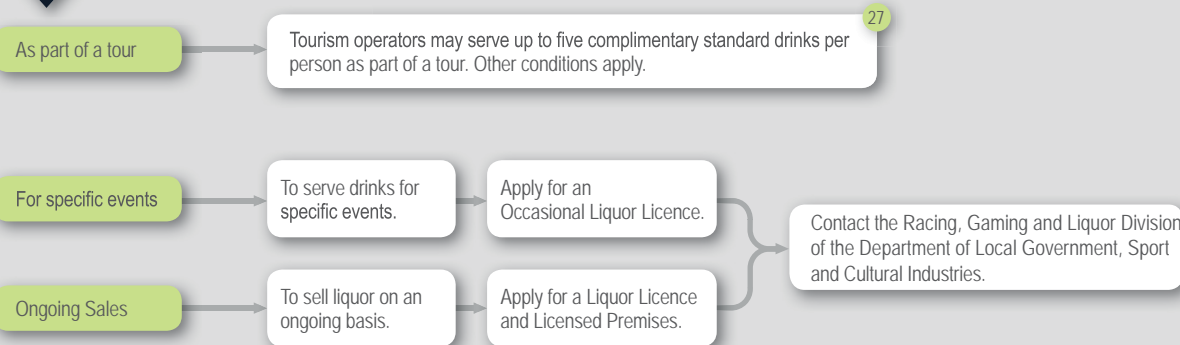 27
As part of a tour
Tourism operators may serve up to five complimentary standard drinks per
person as part of a tour. Other conditions apply.
For specific events
To serve drinks for
specific events.
Apply for an
Occasional Liquor Licence.
Contact the Racing, Gaming and Liquor Division
of the Department of Local Government, Sport
and Cultural Industries.
Ongoing Sales
To sell liquor on an
ongoing basis.
Apply for a Liquor Licence
and Licensed Premises.